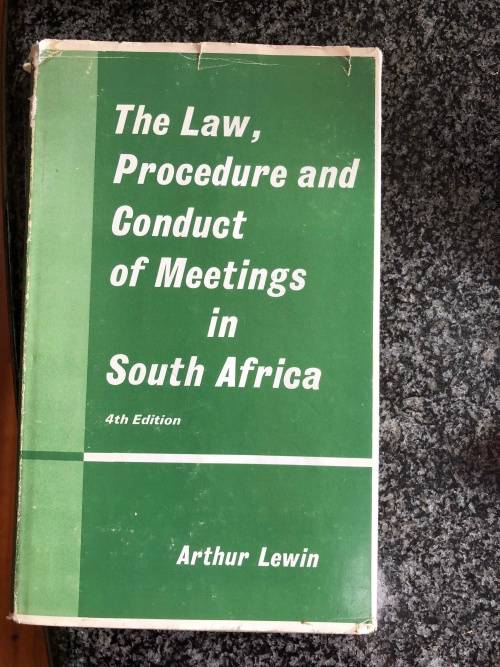 The Law,
Procedure and
Conduct
of Meetings
in
South Africa
4th Edition
Arthur Lewin